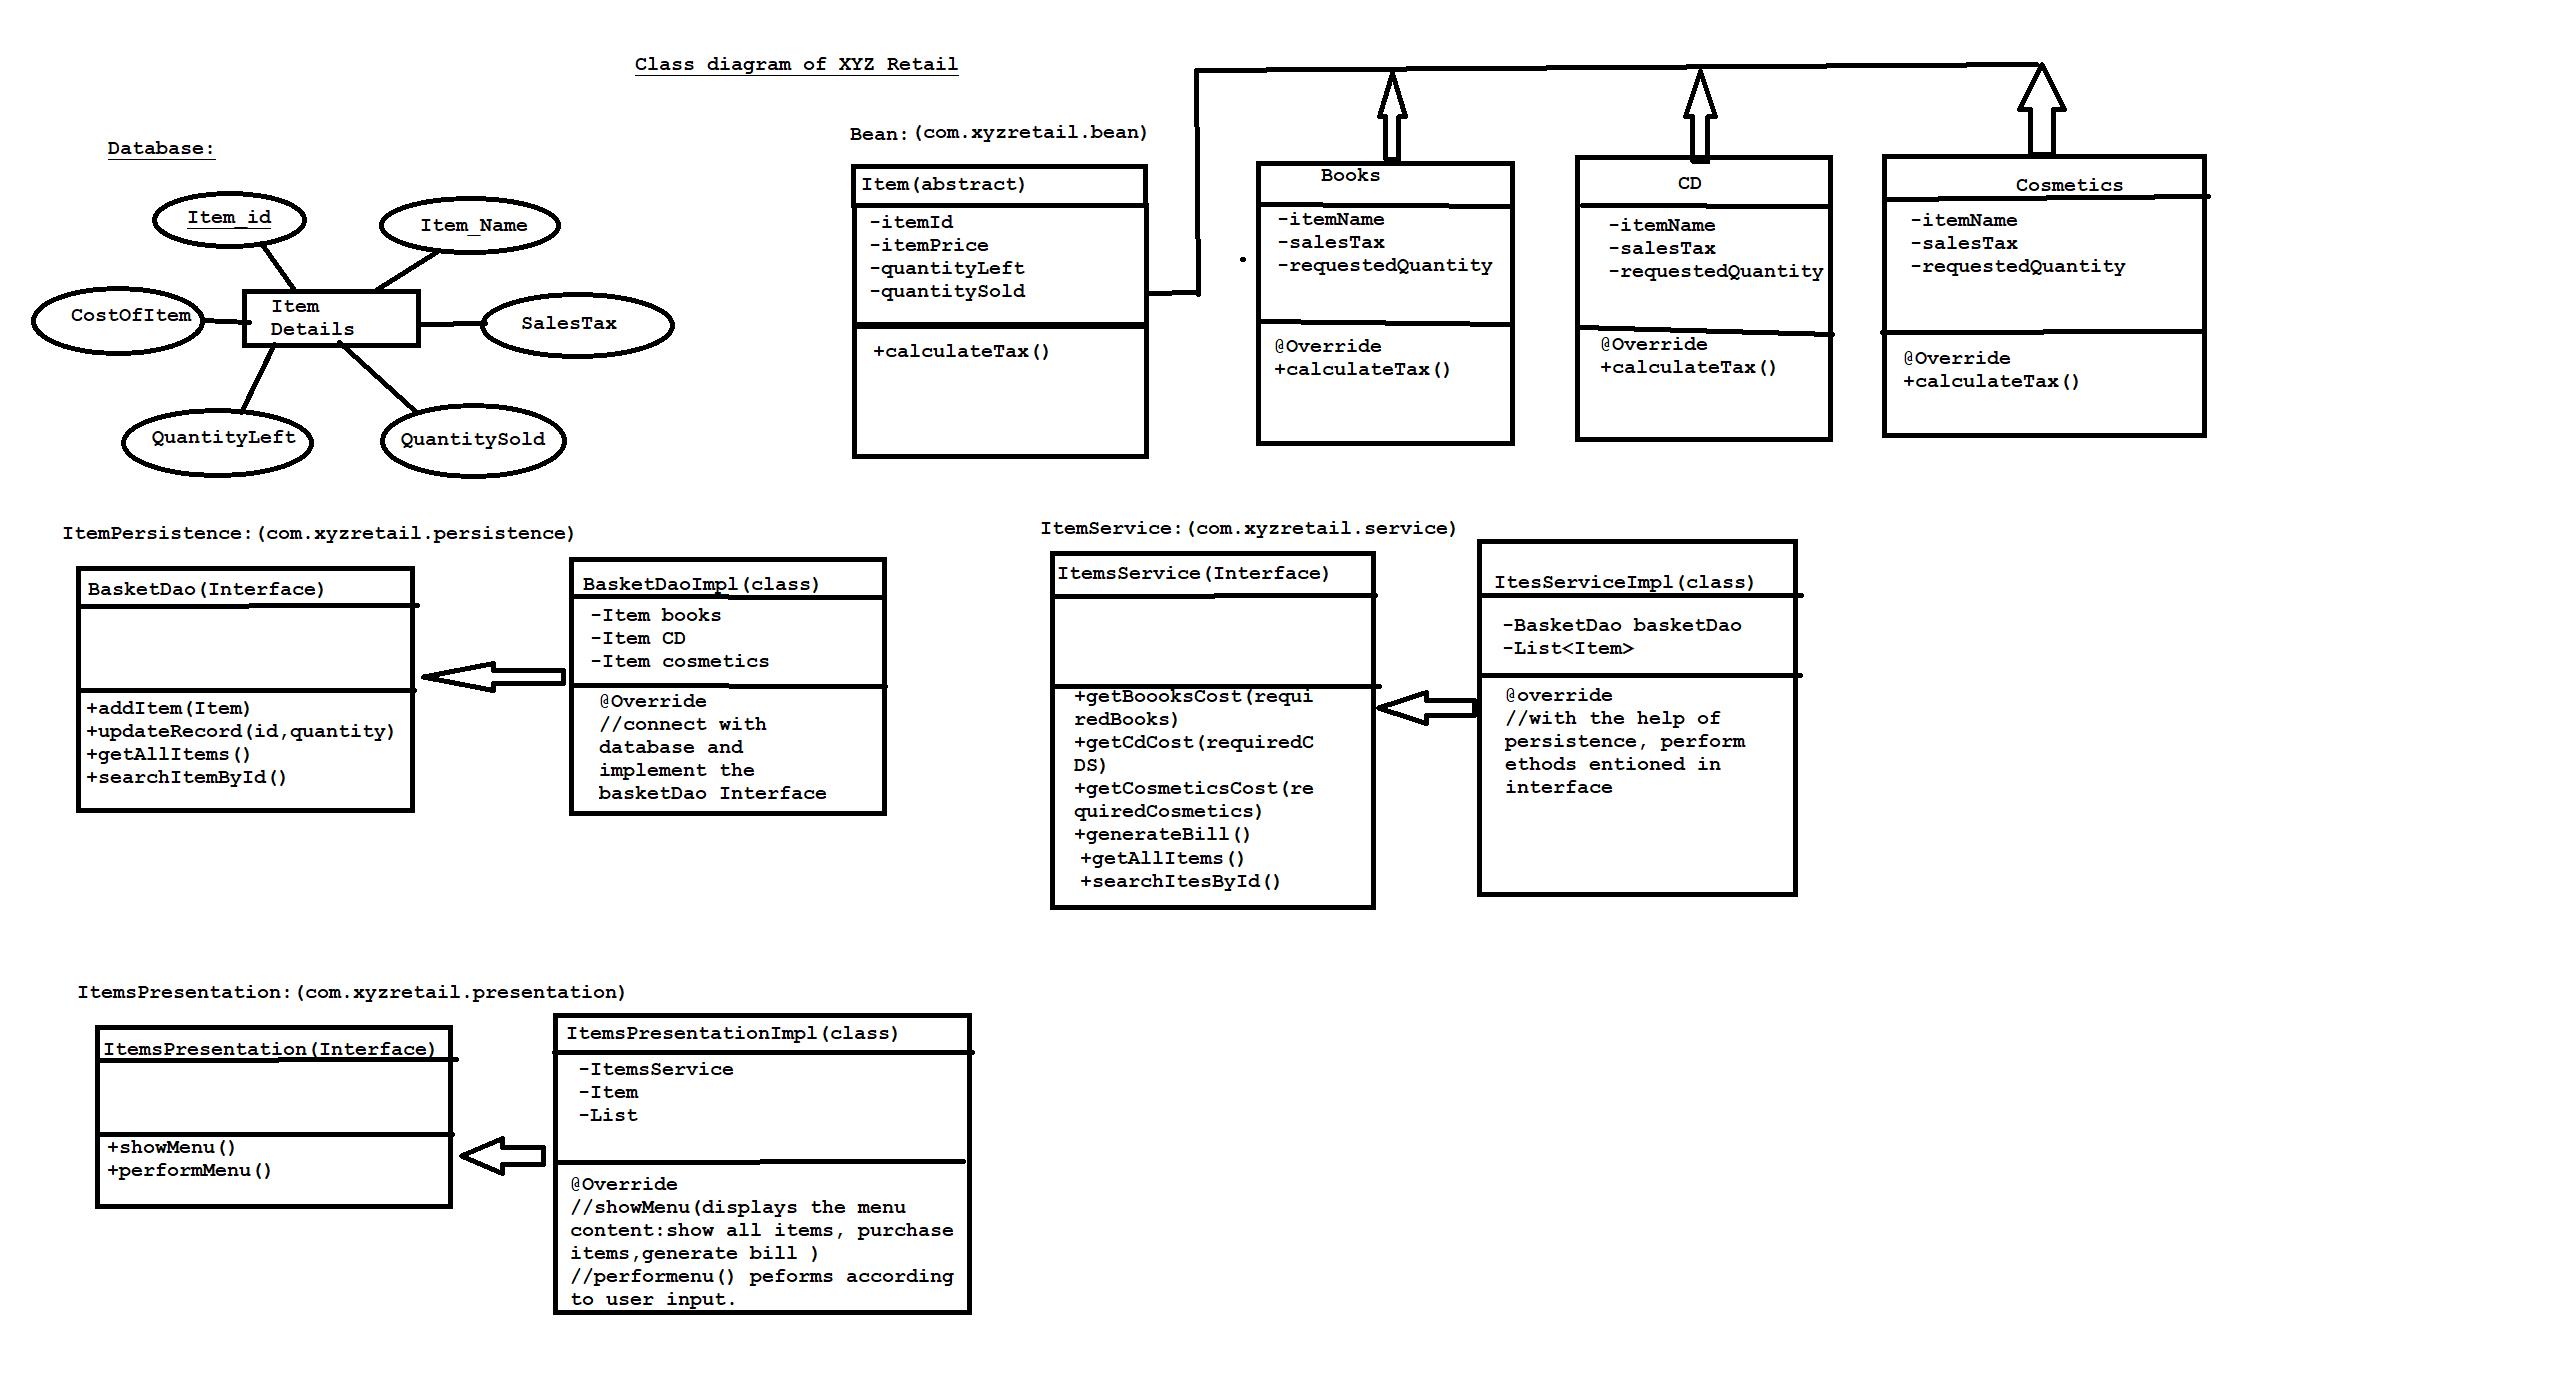 Class diagram of XYZ Retail
Database:
Item_id
Item_Name
CostOfItem
Item
Details
SalesTax
QuantityLeft
QuantitySold
Bean:(com.xyzretail.bean)
Item(abstract)
-itemId
-itemPrice
-quantityLeft
-quantitySold
+calculateTax()
Books
-itemName
-salesTax
-requestedQuantity
@Override
+calculateTax()
CD
-itemName
-salesTax
-requestedQuantity
@Override
+calculateTax()
Cosmetics
-itemName
-salesTax
-requestedQuantity
@Override
+calculateTax()
ItemPersistence:(com.xyzretail.persistence)
BasketDao(Interface)
+addItem(Item)
+updateRecord(id,quantity)
+getAllItems()
+searchItemById()
BasketDaoImpl(class)
-Item books
-Item CD
-Item cosmetics
@Override
//connect with
database and
implement the
basketDao Interface
ItemService:(com.xyzretail.service)
ItemsService(Interface)
+getBoooksCost(requi
redBooks)
+getCdCost(requiredC
DS)
+getCosmeticsCost(re
quiredCosmetics)
+generateBill()
+getAllItems()
+searchItesById()
ItesServiceImpl(class)
-BasketDao basketDao
-List<Item>
@override
//with the help of
persistence, perform
ethods entioned in
interface
ItemsPresentation:(com.xyzretail.presentation)
ItemsPresentation(Interface)
+showMenu()
+performMenu()
ItemsPresentationImpl(class)
-ItemsService
-Item
-List
@Override
//showMenu(displays the menu
content:show all items, purchase
items,generate bill )
//performenu() peforms according
to user input.